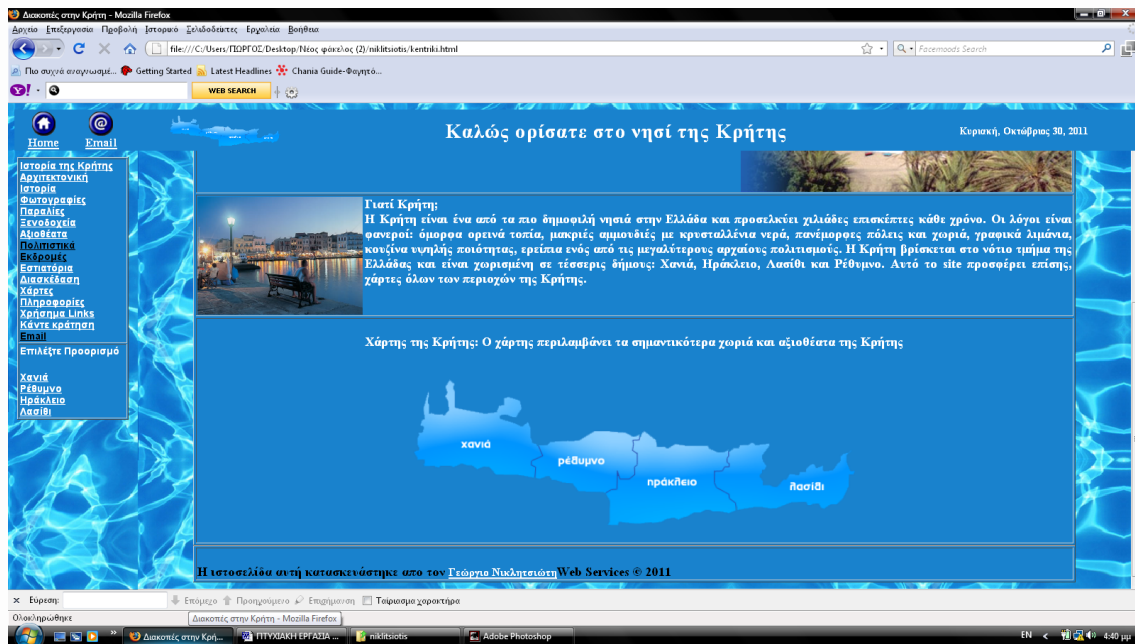 Διακοπές στην Κρήτη - Mozilla Firefox
Αρχείο Επεξεργασία Προβολή Ιστορικό Σελιδοδείκτες Εργαλεία Βοήθεια
file:///C:/Users/ΓΙΩΡΓΟΣ/Desktop/Νέος φάκελος (2)/niklitsiotis/kentriki.html
Facemoods Search
Πιο συχνά αναγνωσμέ... Getting Started Latest Headlines Chania Guide-Φαγητό...
Y! WEB SEARCH
Home Email
Καλώς ορίσατε στο νησί της Κρήτης
Κυριακή, Οκτώβριος 30, 2011
Ιστορία της Κρήτης
Αρχιτεκτονική
Ιστορία
Φωτογραφίες
Παραλίες
Ξενοδοχεία
Αξιοθέατα
Πολιτιστικά
Εκδρομές
Εστιατόρια
Διασκέδαση
Χάρτες
Πληροφορίες
Χρήσημα Links
Κάντε κράτηση
Email
Επιλέξτε Προορισμό
Χανιά
Ρέθυμνο
Ηράκλειο
Λασίθι
Γιατί Κρήτη;
Η Κρήτη είναι ένα από τα πιο δημοφιλή νησιά στην Ελλάδα και προσελκύει χιλιάδες επισκέπτες κάθε χρόνο. Οι λόγοι είναι
φανεροί: όμορφα ορεινά τοπία, μακριές αμμουδιές με κρυσταλλένια νερά, πανέμορφες πόλεις και χωριά, γραφικά λιμάνια,
κουζίνα υψηλής ποιότητας, ερείπια ενός από τις μεγαλύτερους αρχαίους πολιτισμούς. Η Κρήτη βρίσκεται στο νότιο τμήμα της
Ελλάδας και είναι χωρισμένη σε τέσσερις δήμους: Χανιά, Ηράκλειο, Λασίθι και Ρέθυμνο. Αυτό το site προσφέρει επίσης,
χάρτες όλων των περιοχών της Κρήτης.
Χάρτης της Κρήτης: Ο χάρτης περιλαμβάνει τα σημαντικότερα χωριά και αξιοθέατα της Κρήτης
χανιά
ρέθυμνο
ηράκλειο
λασίθι
Η ιστοσελίδα αυτή κατασκευάστηκε απο τον Γεώργιο Νικλητσιώτη Web Services © 2011
× Εύρεση: Επόμενο Προηγούμενο Επισήμανση Ταίριασμα χαρακτήρα
Ολοκληρώθηκε
Διακοπές στην Κρήτη - Mozilla Firefox
Διακοπές στην Κρή... ΠΤΥΧΙΑΚΗ ΕΡΓΑΣΙΑ ... niklitsiotis Adobe Photoshop EN 4:40 μμ